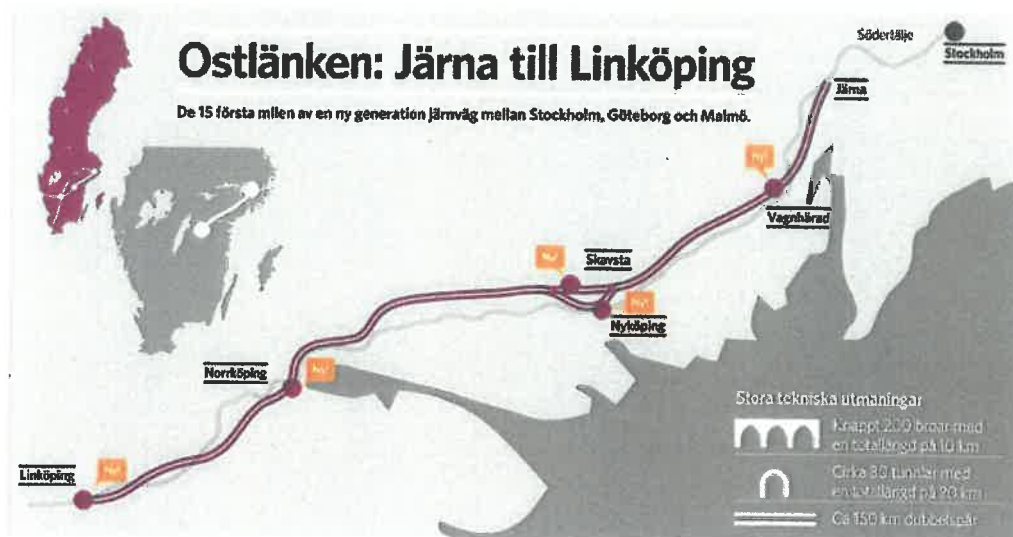 Ostlänken: Järna till Linköping
De 15 första milen av en ny generation järnväg mellan Stockholm, Göteborg och Malmö.
Södertälje
Stockholm
Järna
Ny!
Vagnhärad
Ny!
Skavsta
Ny!
Nyköping
Norrköping
Ny!
Linköping
Ny!
Stora tekniska utmaningar
Knappt 200 broar med
en totallängd på 10 km
Cirka 30 tunnlar med
en totallängd på 20 km
Ca 150 km dubbelspår